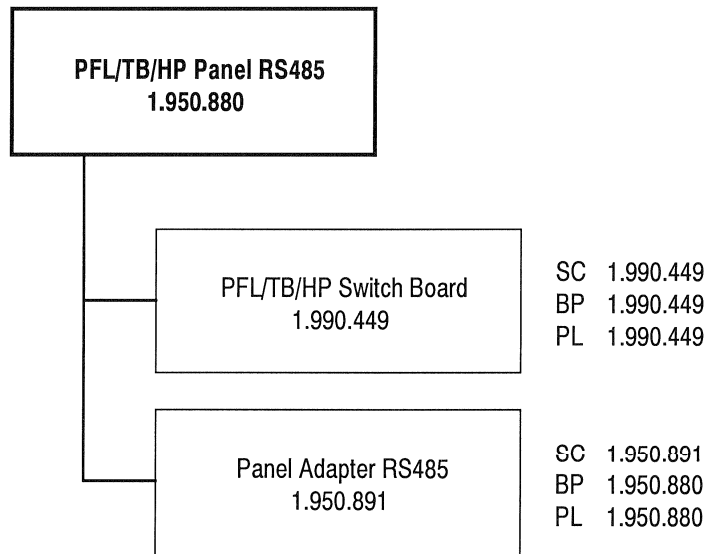 PFL/TB/HP Panel RS485
1.950.880
PFL/TB/HP Switch Board
1.990.449
SC 1.990.449
BP 1.990.449
PL 1.990.449
Panel Adapter RS485
1.950.891
SC 1.950.891
BP 1.950.880
PL 1.950.880